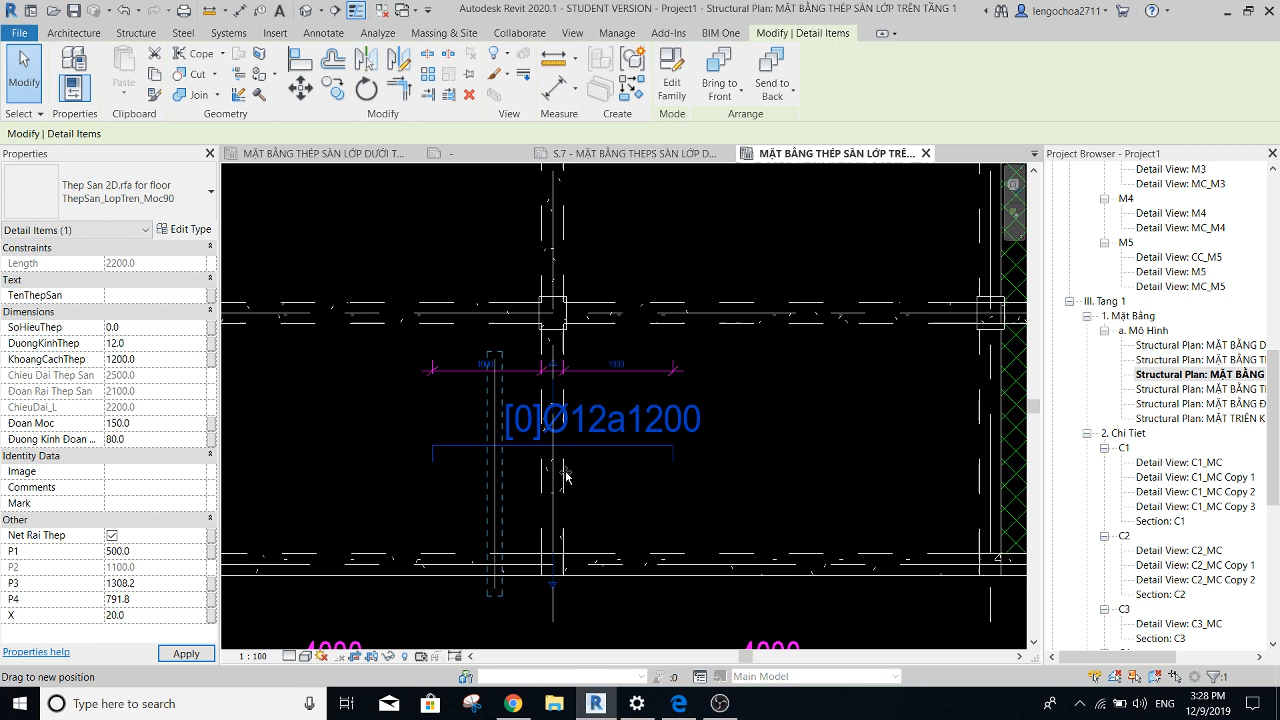 Autodesk Revit 2020.1 - STUDENT VERSION - Project1 - Structural Plan: MẶT BẰNG THÉP SÀN LỚP TRÊN TẦNG 1
lengochoa2711
File Architecture Structure Steel Systems Insert Annotate Analyze Massing & Site Collaborate View Manage Add-Ins BIM One Modify | Detail Items
Modify Paste Cope Cut Join Edit Family Bring to Front Send to Back
Select Properties Clipboard Geometry Modify View Measure Create Mode Arrange
Modify | Detail Items
Properties
MẶT BẰNG THÉP SÀN LỚP DƯỚI T...
-
S.7 - MẶT BẰNG THEPS SÀN LỚP D...
MẶT BẰNG THÉP SÀN LỚP TRÊ...
Project Browser - Project1
Thep San 2D.rfa for floor
ThepSan_LopTren_Moc90
Detail Items (1) Edit Type
Constraints
Length 2200.0
Text
TenThepSan
Dimensions
SoHieuThep 0.0
DuongKinhThep 12.0
KhoangCachThep 1200.0
Chieu Dai Thep San 2200.0
Doan Rai Thep San 2100.0
ChieuDai_L 2200.0
Doan Moc 150.0
Duong Kinh Doan ... 80.0
Identity Data
Image
Comments
Mark
Other
Net Rai Thep
P1 500.0
P2 1100.0
P3 1308.2
P4 791.8
X 20.0
Properties help Apply
1000 1000
[0]Ø12a1200
4000 4000
1 : 100
Detail View: M3
Detail View: MC_M3
M4
Detail View: M4
Detail View: MC_M4
M5
Detail View: CC_M5
Detail View: M5
Detail View: MC_M5
III. Tang 1
1. Mặt Bằng
a. Mô Hình
Structural Plan: MẶT BẰNG D
Structural Plan: MẶT BẰNG T
Structural Plan: MẶT BẰNG
Structural Plan: MẶT BẰNG T
Structural Plan: MẶT BẰNG
Structural Plan: MẶT TRIỂN K
2. Chi Tiết
C1
Detail View: C1_MC
Detail View: C1_MC Copy 1
Detail View: C1_MC Copy 2
Detail View: C1_MC Copy 3
Section: C1
C2
Detail View: C2_MC
Detail View: C2_MC Copy 1
Detail View: C2_MC Copy 2
Section: C2
C3
Detail View: C3_MC
Section: C3
Drag to new position
:0
Main Model
:1
Type here to search
3:28 PM
12/9/2019